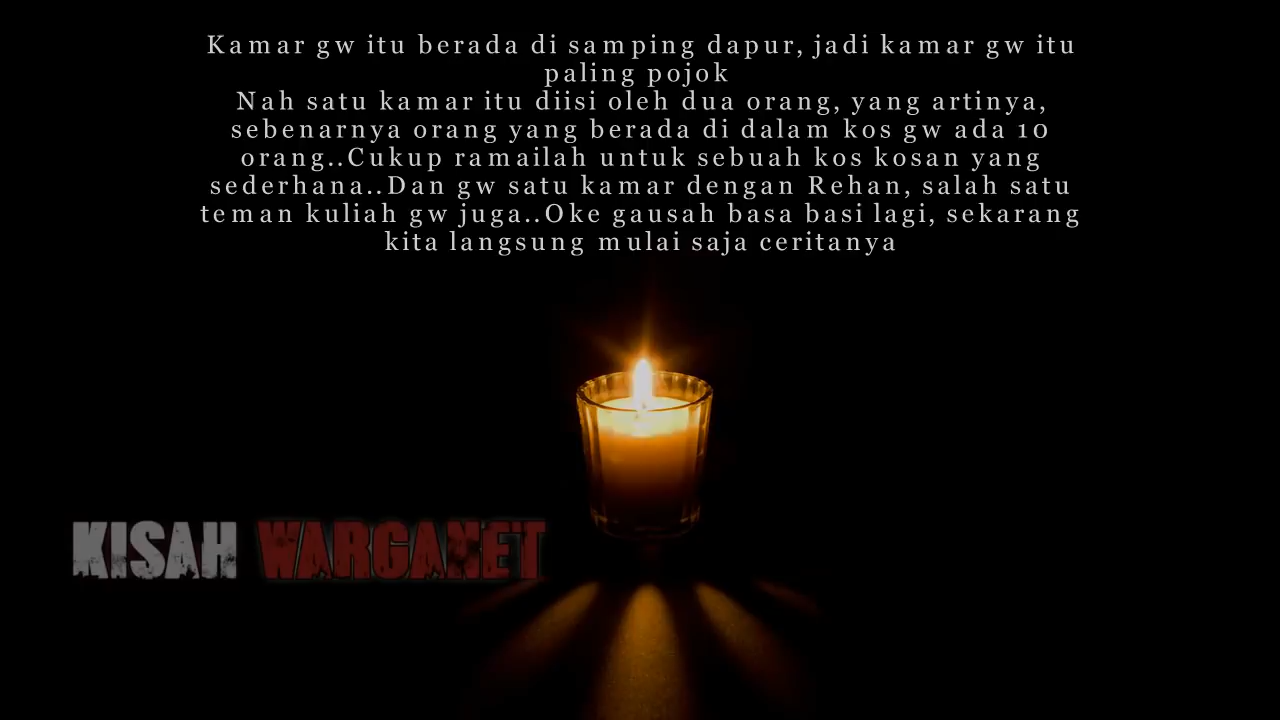 Kamar gw itu berada di samping dapur, jadi kamar gw itu
paling pojok
Nah satu kamar itu diisi oleh dua orang, yang artinya,
sebenarnya orang yang berada di dalam kos gw ada 10
orang..Cukup ramailah untuk sebuah kos kosan yang
sederhana..Dan gw satu kamar dengan Rehan, salah satu
teman kuliah gw juga..Oke gausah basa basi lagi, sekarang
kita langsung mulai saja ceritanya
KISAH WARGANET